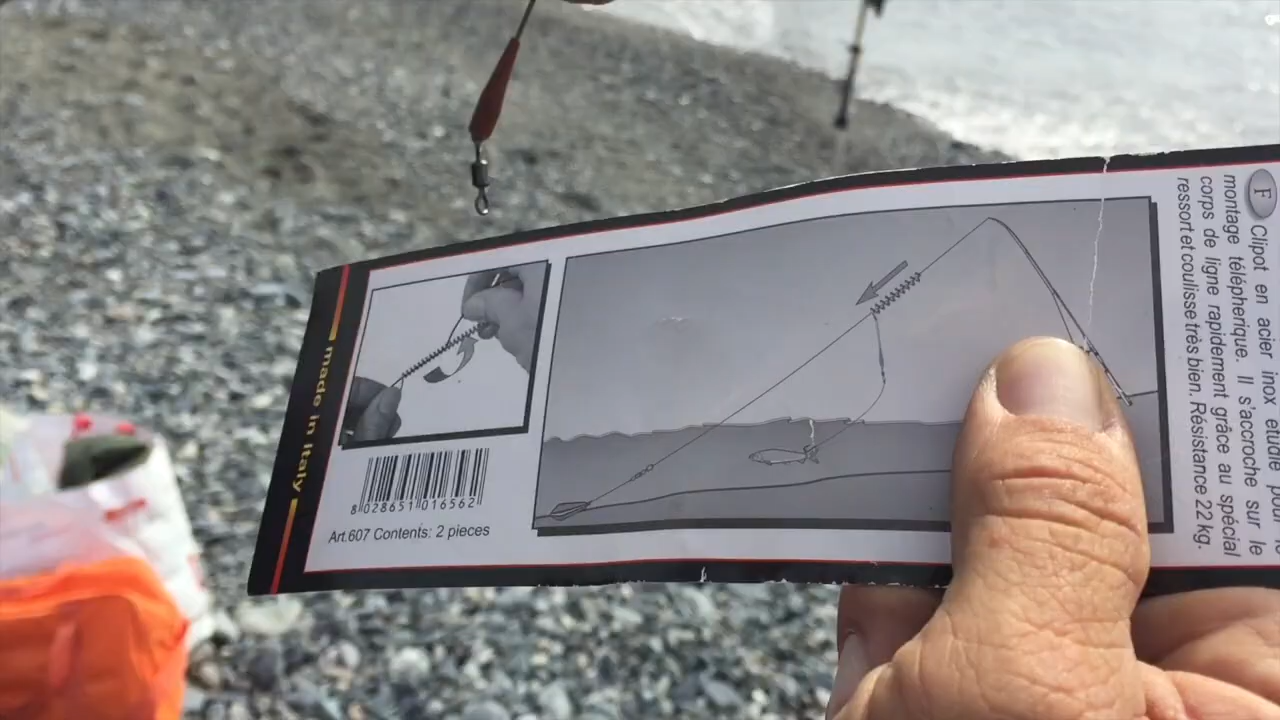 made in Italy
8 028651 016562
Art.607 Contents: 2 pieces
F Clipot en acier inox étudié pour
montage téléphérique. Il s'accroche sur le
corps de ligne rapidement grâce au spécial
ressort et coulisse très bien. Résistance 22 kg.